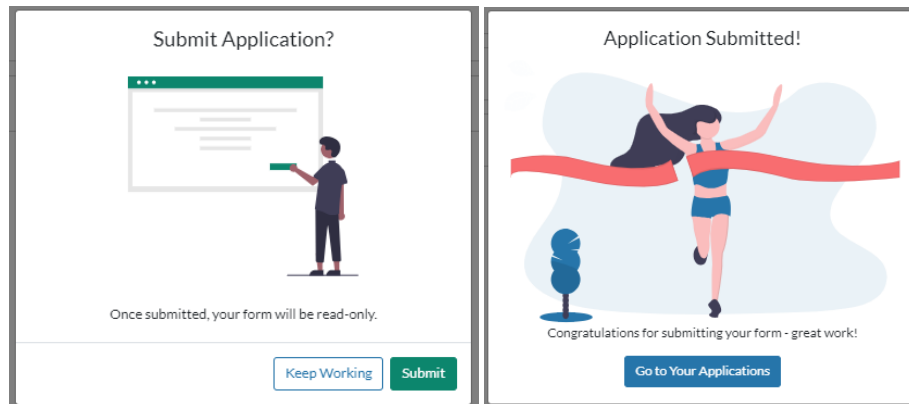 Submit Application?
Once submitted, your form will be read-only.
Keep Working
Submit
Application Submitted!
Congratulations for submitting your form - great work!
Go to Your Applications